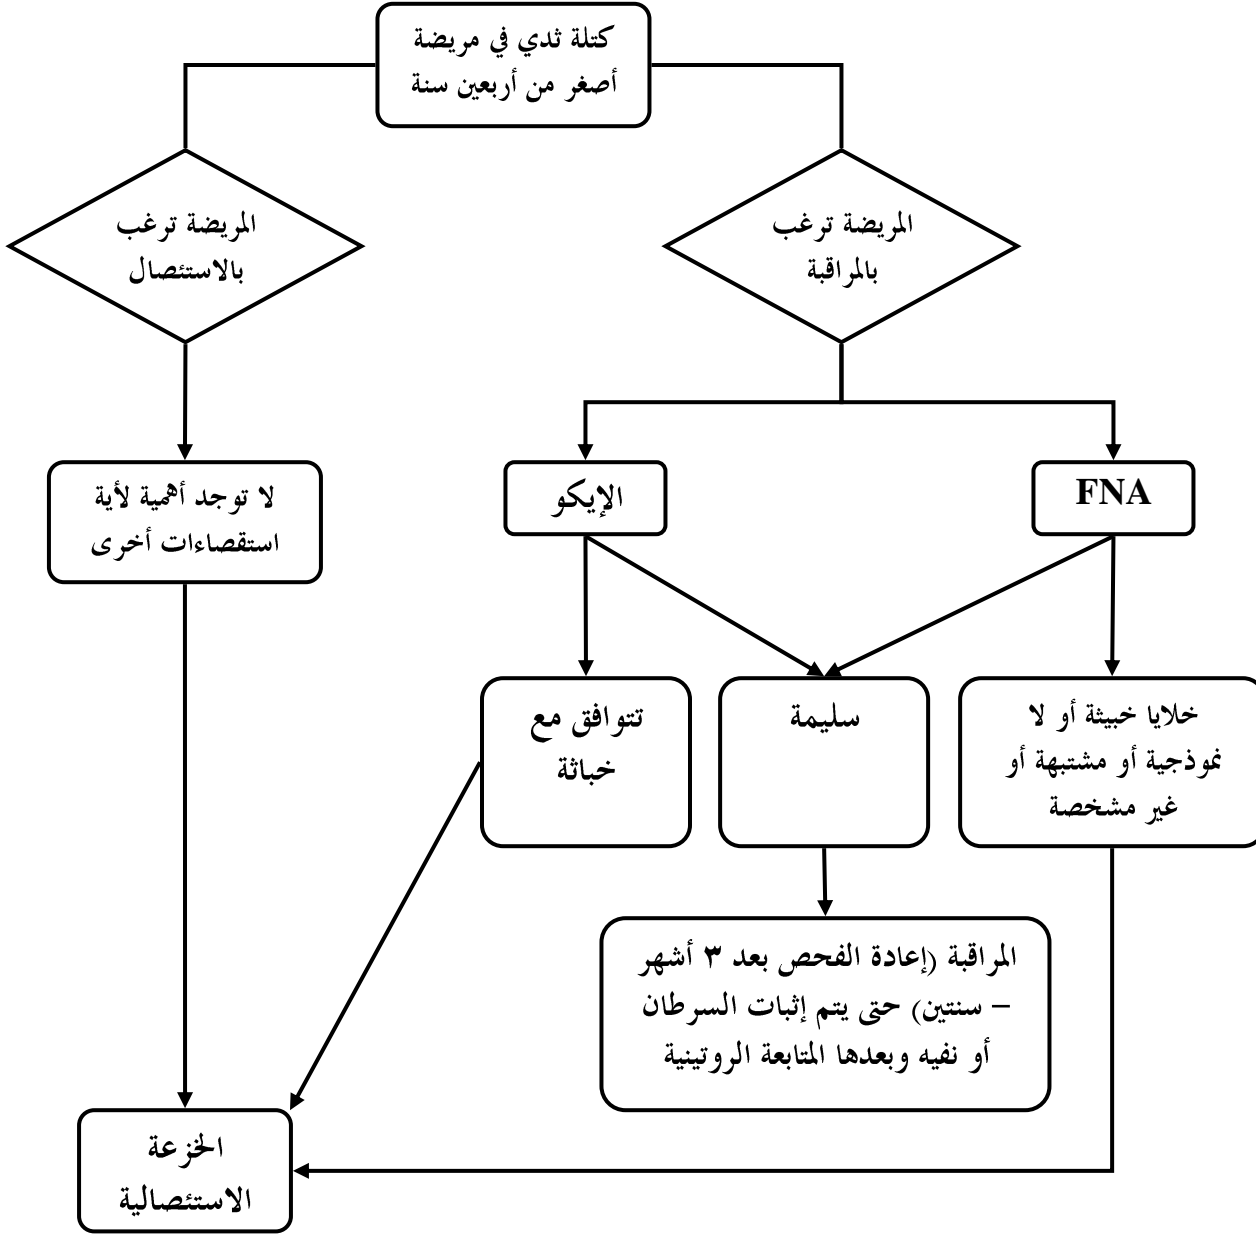 كتلة ثدي في مريضة
أصغر من أربعين سنة
المريضة ترغب
بالمراقبة
المريضة ترغب
بالاستئصال
FNA
الإيكو
لا توجد أهمية لأية
استقصاءات أخرى
خلايا خبيثة أو لا
نموذجية أو مشتبهة أو
غير مشخصة
سليمة
تتوافق مع
خباثة
المراقبة (إعادة الفحص بعد ٣ أشهر
– سنتين) حتى يتم إثبات السرطان
أو نفيه وبعدها المتابعة الروتينية
الخزعة
الاستئصالية